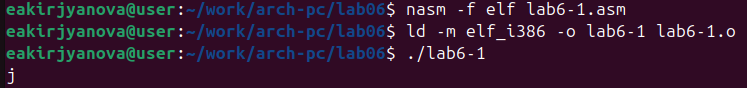 eakirjyanova@user:~/work/arch-pc/lab06$ nasm -f elf lab6-1.asm
eakirjyanova@user:~/work/arch-pc/lab06$ ld -m elf_i386 -o lab6-1 lab6-1.o
eakirjyanova@user:~/work/arch-pc/lab06$ ./lab6-1
j